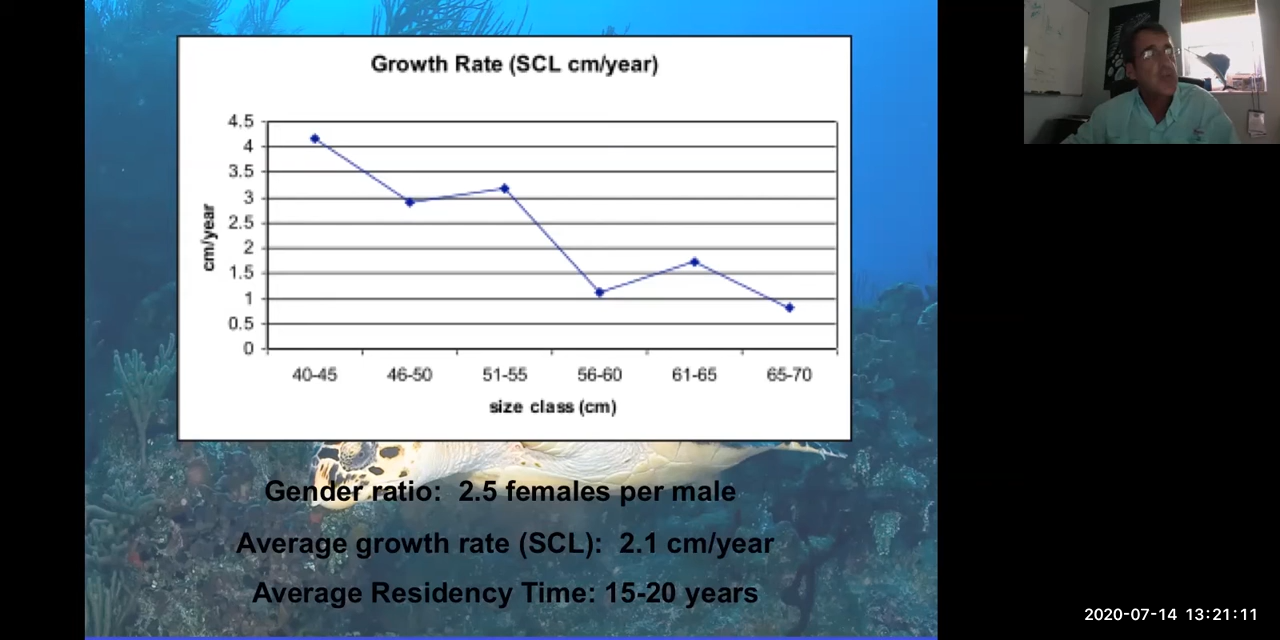 Growth Rate (SCL cm/year)
4.5
4
3.5
3
2.5
2
1.5
1
0.5
0
cm/year
40-45 46-50 51-55 56-60 61-65 65-70
size class (cm)
Gender ratio: 2.5 females per male
Average growth rate (SCL): 2.1 cm/year
Average Residency Time: 15-20 years
2020-07-14 13:21:11